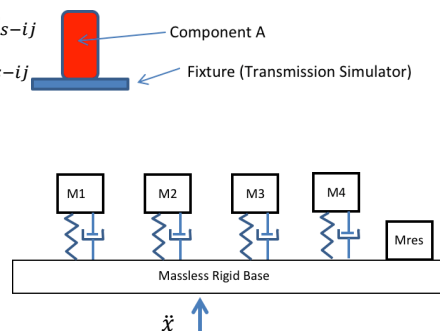 s−ij
Component A
−ij
Fixture (Transmission Simulator)
M1 M2 M3 M4
Mres
Massless Rigid Base
ẍ